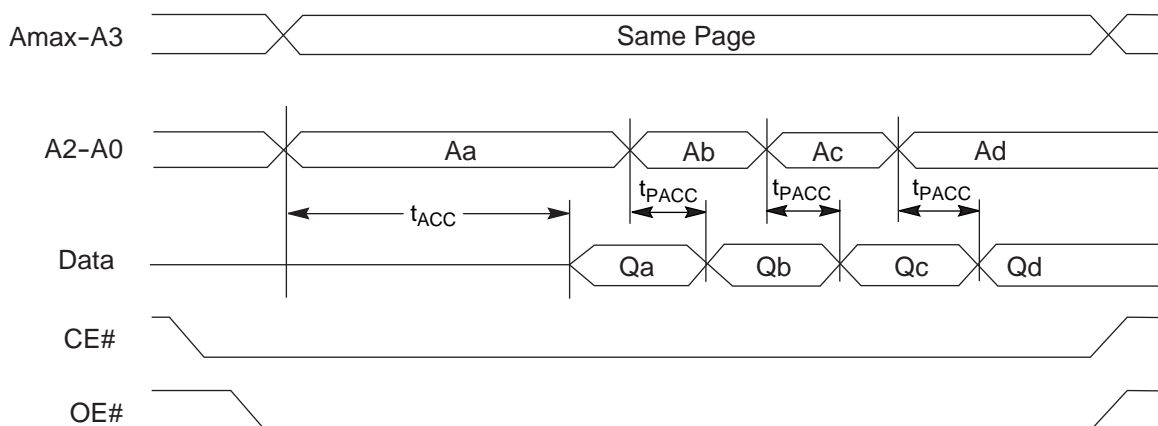 Amax-A3
Same Page
A2-A0
Aa
Ab
Ac
Ad
tACC
tPACC
tPACC
tPACC
Data
Qa
Qb
Qc
Qd
CE#
OE#